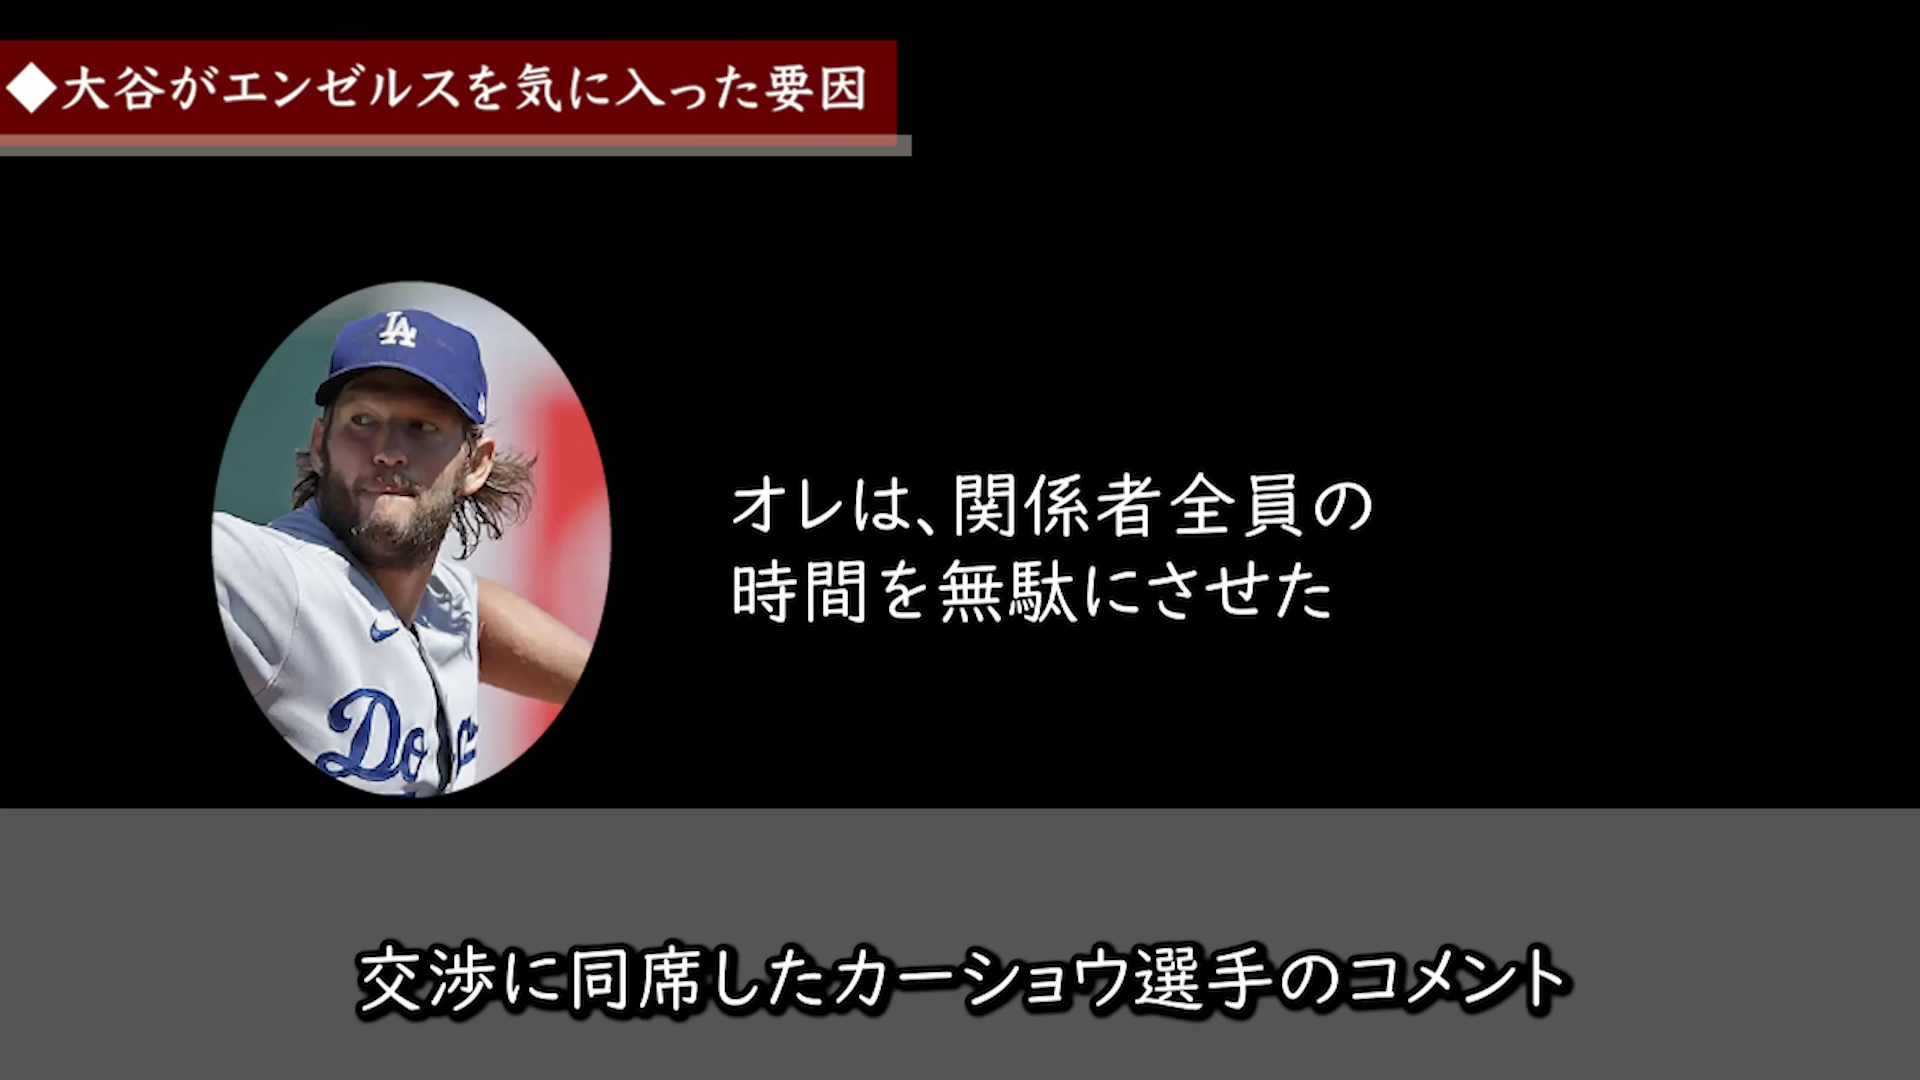 ◆大谷がエンゼルスを気に入った要因
LA
Do
オレは、関係者全員の
時間を無駄にさせた
交渉に同席したカーショウ選手のコメント